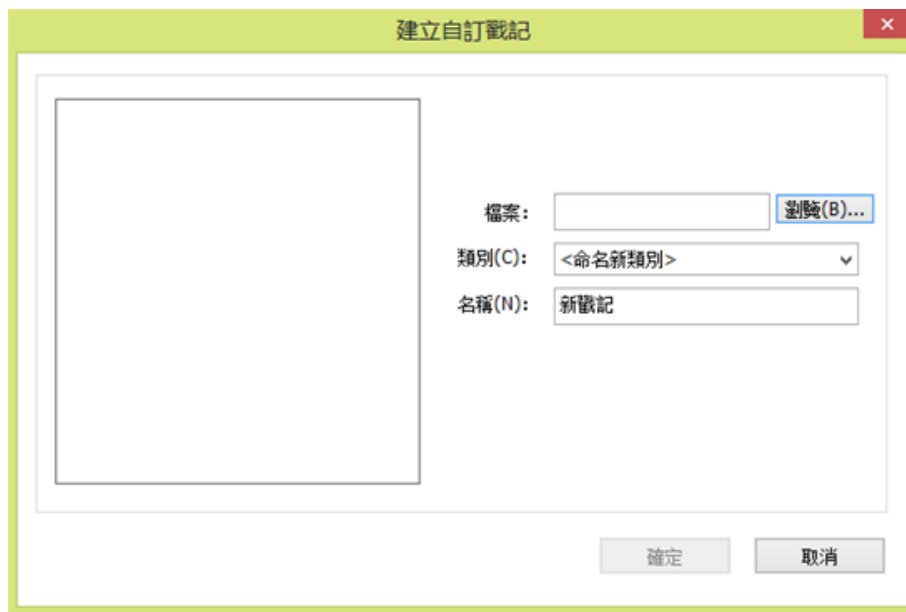 建立自訂戳記
檔案:
瀏覽(B)...
類別(C):
<命名新類別>
名稱(N):
新戳記
確定
取消